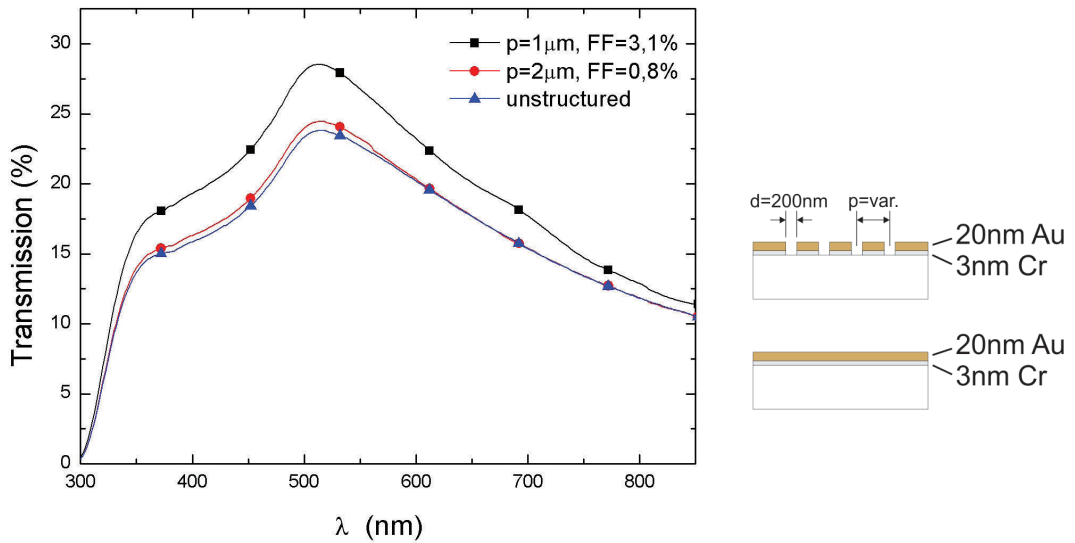 30
25
20
15
10
5
0
Transmission (%)
300
400
500
600
700
800
λ (nm)
p=1μm, FF=3,1%
p=2μm, FF=0,8%
unstructured
d=200nm
p=var.
20nm Au
3nm Cr
20nm Au
3nm Cr